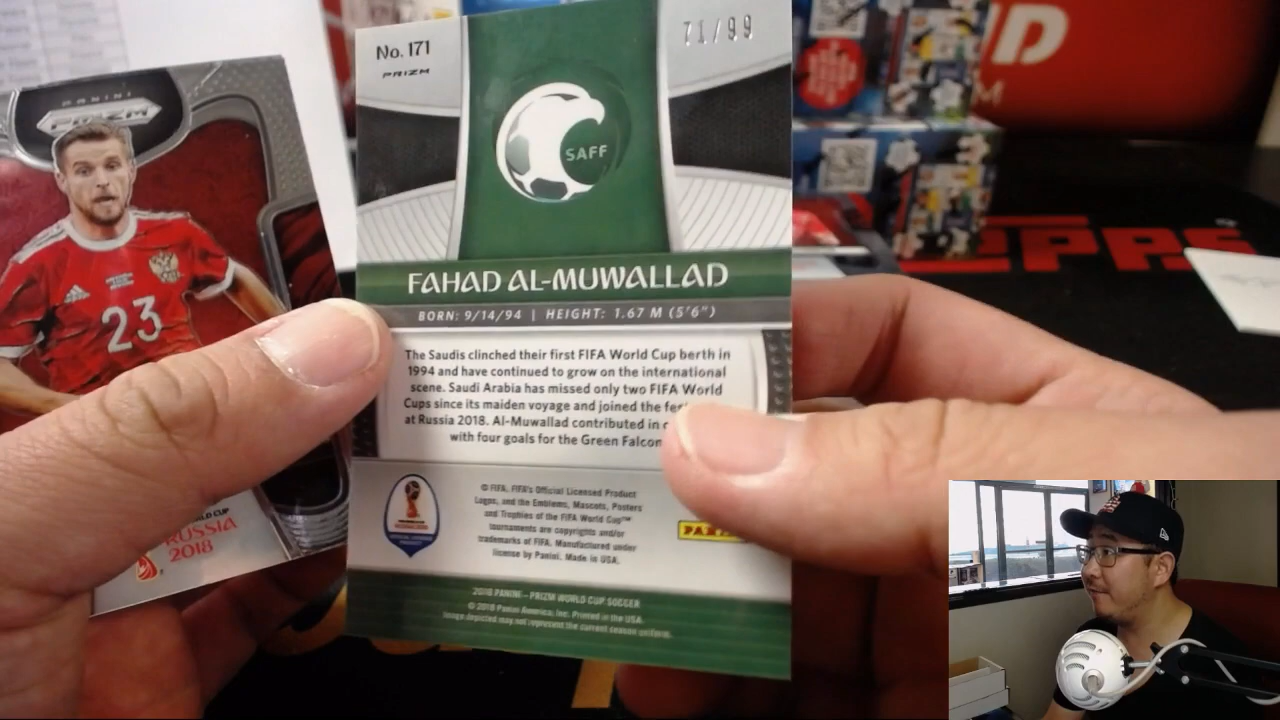 No. 171
PRIZM
71/99
SAFF
FAHAD AL-MUWALLAD
BORN: 9/14/94 | HEIGHT: 1.67 M (5'6")
The Saudis clinched their first FIFA World Cup berth in
1994 and have continued to grow on the international
scene. Saudi Arabia has missed only two FIFA World
Cups since its maiden voyage and joined the
at Russia 2018. Al-Muwallad contributed in
with four goals for the Green
© FIFA, FIFA's Official Licensed Product
Logos, and the Emblems, Mascots, Posters
and Trophies of the FIFA World Cup™
tournaments are copyrights and/or
trademarks of FIFA. Manufactured under
license by Panini. Made in USA.
2018 PANINI - PRIZM WORLD CUP SOCCER
© 2018 Panini America, Inc. Printed in the USA.
Image depicted may not represent the current season uniform.
PANINI
PRIZM
23
RUSSIA
2018